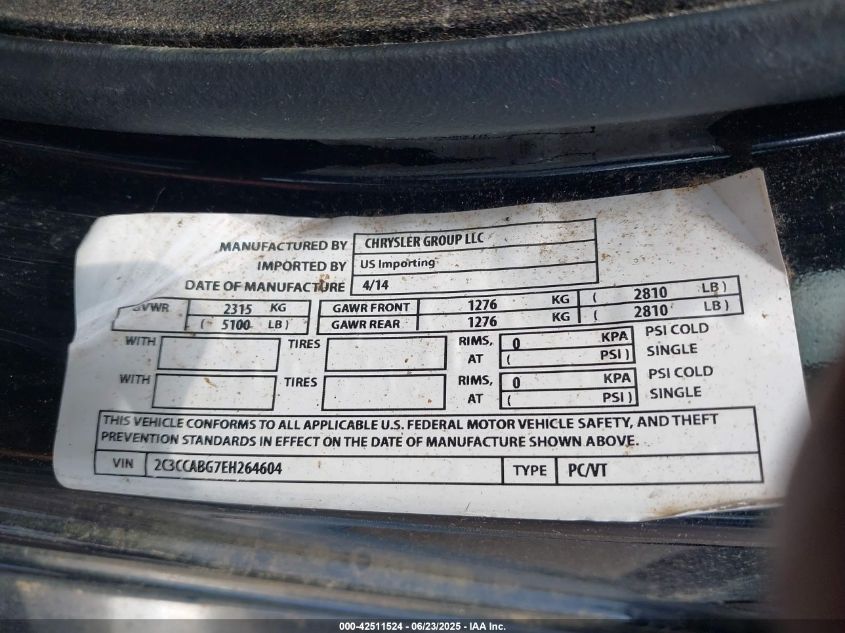 MANUFACTURED BY CHRYSLER GROUP LLC
IMPORTED BY US Importing
DATE OF MANUFACTURE 4/14
GVWR 2315 KG GAWR FRONT 1276 KG ( 2810 LB )
( 5100 LB ) GAWR REAR 1276 KG ( 2810 LB )
WITH TIRES RIMS, 0 KPA PSI COLD
AT ( PSI ) SINGLE
WITH TIRES RIMS, 0 KPA PSI COLD
AT ( PSI ) SINGLE
THIS VEHICLE CONFORMS TO ALL APPLICABLE U.S. FEDERAL MOTOR VEHICLE SAFETY, AND THEFT
PREVENTION STANDARDS IN EFFECT ON THE DATE OF MANUFACTURE SHOWN ABOVE.
VIN 2C3CCABG7EH264604 TYPE PC/VT
000-42511524 - 06/23/2025 - IAA Inc.